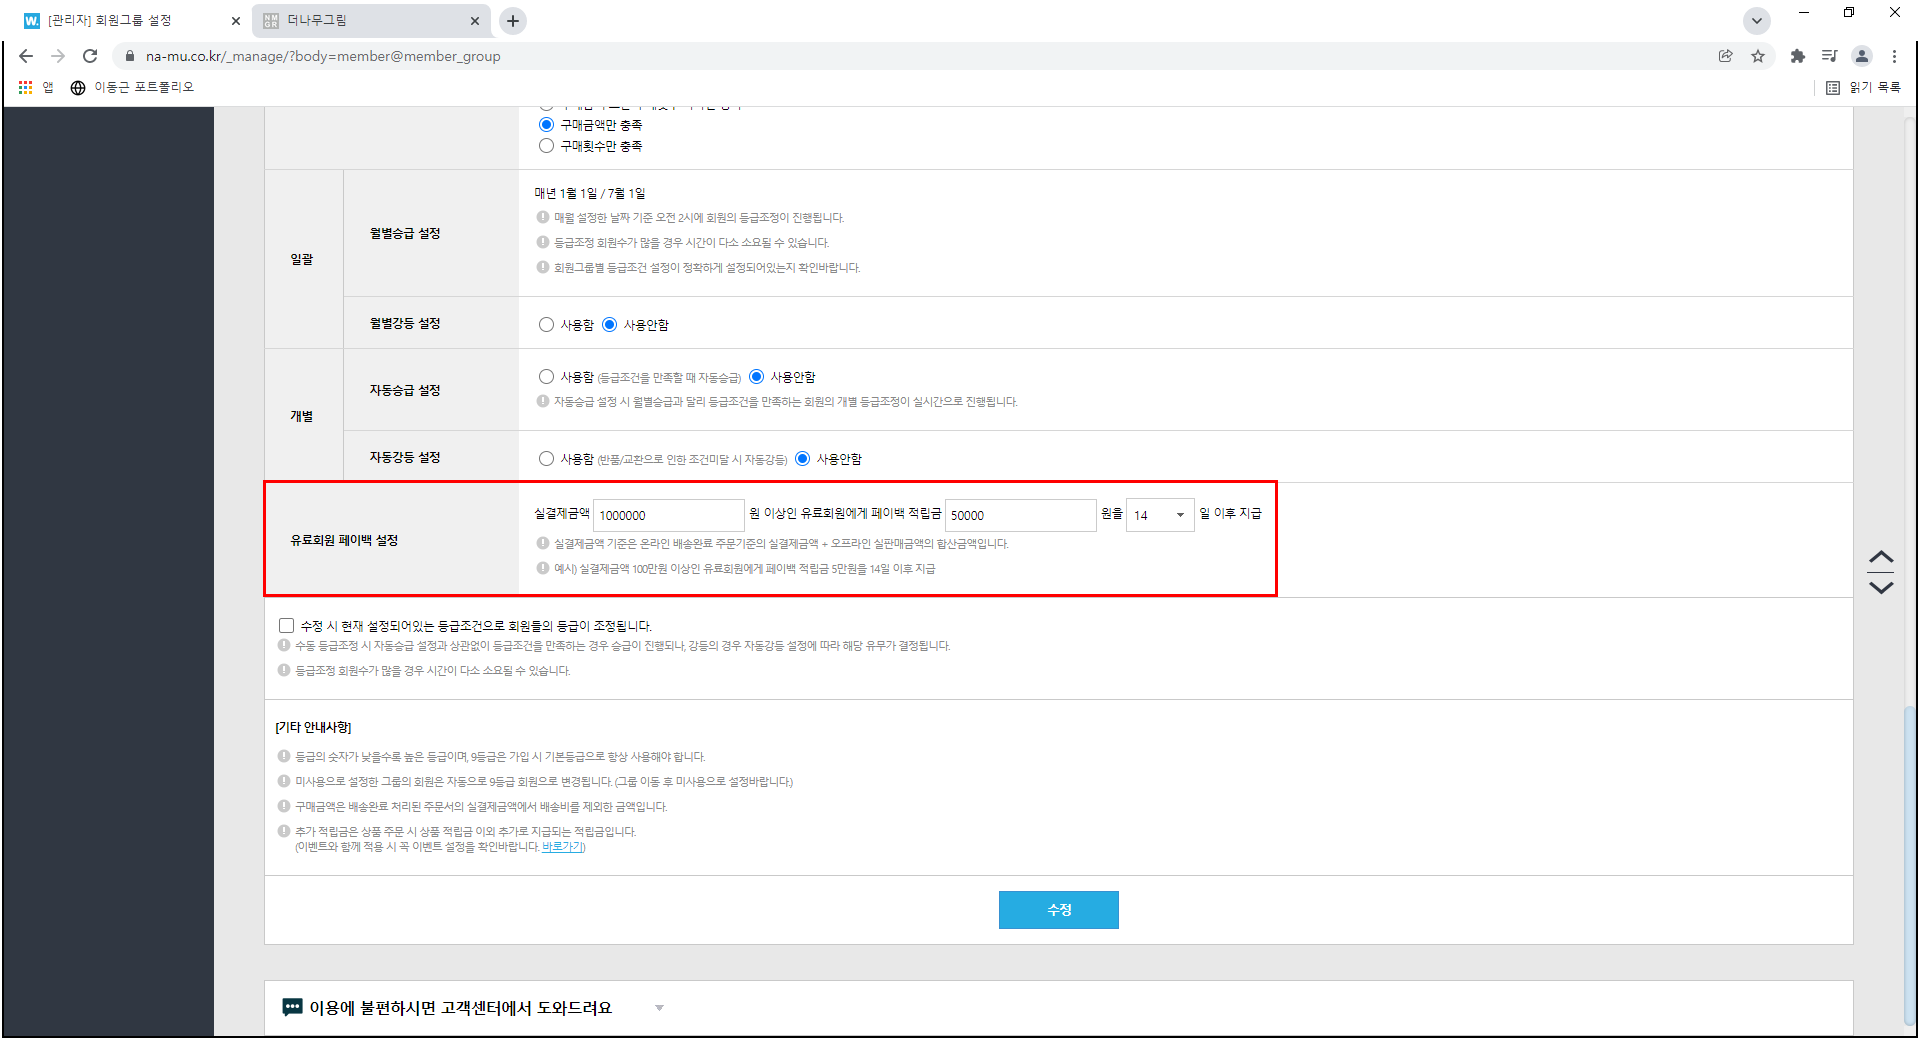 [관리자] 회원그룹 설정
더나무그림
na-mu.co.kr/_manage/?body=member@member_group
앱
이동근 포트폴리오
읽기 목록
구매금액만 충족
구매횟수만 충족
일괄
월별승급 설정
매년 1월 1일 / 7월 1일
매월 설정한 날짜 기준 오전 2시에 회원의 등급조정이 진행됩니다.
등급조정 회원수가 많을 경우 시간이 다소 소요될 수 있습니다.
회원그룹별 등급조건 설정이 정확하게 설정되어있는지 확인바랍니다.
월별강등 설정
사용함 사용안함
개별
자동승급 설정
사용함 (등급조건을 만족할 때 자동승급) 사용안함
자동승급 설정 시 월별승급과 달리 등급조건을 만족하는 회원의 개별 등급조정이 실시간으로 진행됩니다.
자동강등 설정
사용함 (반품/교환으로 인한 조건미달 시 자동강등) 사용안함
유료회원 페이백 설정
실결제금액 1000000 원 이상인 유료회원에게 페이백 적립금 50000 원을 14 일 이후 지급
실결제금액 기준은 온라인 배송완료 주문기준의 실결제금액 + 오프라인 실판매금액의 합산금액입니다.
예시) 실결제금액 100만원 이상인 유료회원에게 페이백 적립금 5만원을 14일 이후 지급
수정 시 현재 설정되어있는 등급조건으로 회원들의 등급이 조정됩니다.
수동 등급조정 시 자동승급 설정과 상관없이 등급조건을 만족하는 경우 승급이 진행되나, 강등의 경우 자동강등 설정에 따라 해당 유무가 결정됩니다.
등급조정 회원수가 많을 경우 시간이 다소 소요될 수 있습니다.
[기타 안내사항]
등급의 숫자가 낮을수록 높은 등급이며, 9등급은 가입 시 기본등급으로 항상 사용해야 합니다.
미사용으로 설정한 그룹의 회원은 자동으로 9등급 회원으로 변경됩니다. (그룹 이동 후 미사용으로 설정바랍니다.)
구매금액은 배송완료 처리된 주문서의 실결제금액에서 배송비를 제외한 금액입니다.
추가 적립금은 상품 주문 시 상품 적립금 이외 추가로 지급되는 적립금입니다.
(이벤트와 함께 적용 시 꼭 이벤트 설정을 확인바랍니다. 바로가기)
수정
이용에 불편하시면 고객센터에서 도와드려요